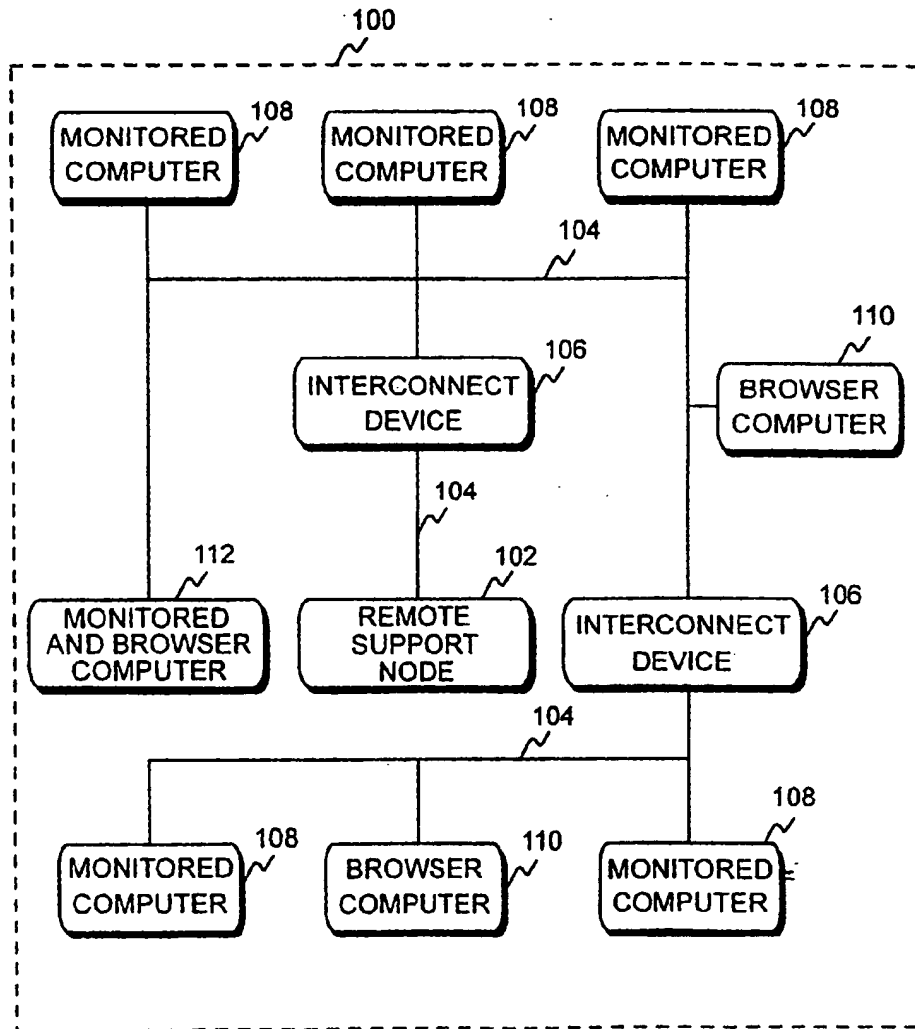 100
MONITORED
COMPUTER
108
MONITORED
COMPUTER
108
MONITORED
COMPUTER
108
104
INTERCONNECT
DEVICE
106
BROWSER
COMPUTER
110
104
MONITORED
AND BROWSER
COMPUTER
112
REMOTE
SUPPORT
NODE
102
INTERCONNECT
DEVICE
106
104
MONITORED
COMPUTER
108
BROWSER
COMPUTER
110
MONITORED
COMPUTER
108